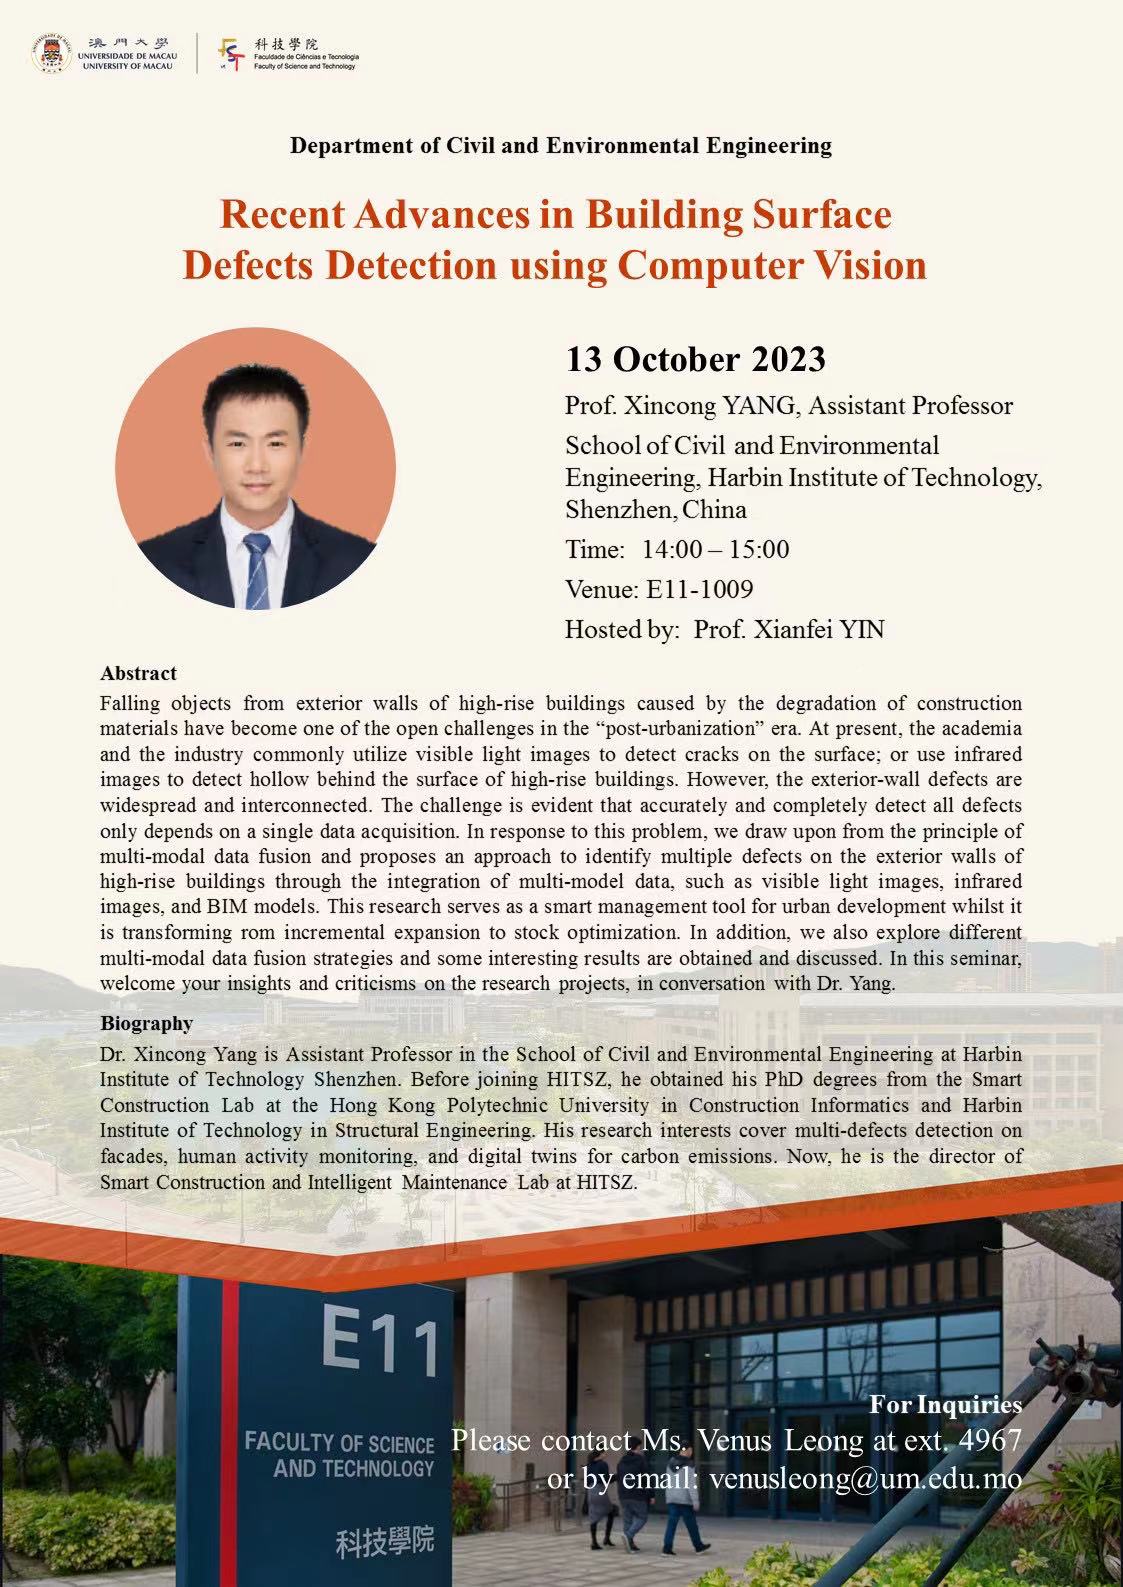 澳門大學
UNIVERSIDADE DE MACAU
UNIVERSITY OF MACAU
科技學院
Faculdade de Ciências e Tecnologia
Faculty of Science and Technology
Department of Civil and Environmental Engineering
Recent Advances in Building Surface
Defects Detection using Computer Vision
13 October 2023
Prof. Xincong YANG, Assistant Professor
School of Civil and Environmental
Engineering, Harbin Institute of Technology,
Shenzhen, China
Time: 14:00 – 15:00
Venue: E11-1009
Hosted by: Prof. Xianfei YIN
Abstract
Falling objects from exterior walls of high-rise buildings caused by the degradation of construction
materials have become one of the open challenges in the “post-urbanization” era. At present, the academia
and the industry commonly utilize visible light images to detect cracks on the surface; or use infrared
images to detect hollow behind the surface of high-rise buildings. However, the exterior-wall defects are
widespread and interconnected. The challenge is evident that accurately and completely detect all defects
only depends on a single data acquisition. In response to this problem, we draw upon from the principle of
multi-modal data fusion and proposes an approach to identify multiple defects on the exterior walls of
high-rise buildings through the integration of multi-model data, such as visible light images, infrared
images, and BIM models. This research serves as a smart management tool for urban development whilst it
is transforming rom incremental expansion to stock optimization. In addition, we also explore different
multi-modal data fusion strategies and some interesting results are obtained and discussed. In this seminar,
welcome your insights and criticisms on the research projects, in conversation with Dr. Yang.
Biography
Dr. Xincong Yang is Assistant Professor in the School of Civil and Environmental Engineering at Harbin
Institute of Technology Shenzhen. Before joining HITSZ, he obtained his PhD degrees from the Smart
Construction Lab at the Hong Kong Polytechnic University in Construction Informatics and Harbin
Institute of Technology in Structural Engineering. His research interests cover multi-defects detection on
facades, human activity monitoring, and digital twins for carbon emissions. Now, he is the director of
Smart Construction and Intelligent Maintenance Lab at HITSZ.
E11
FACULTY OF SCIENCE
AND TECHNOLOGY
科技學院
For Inquiries
Please contact Ms. Venus Leong at ext. 4967
or by email: venusleong@um.edu.mo